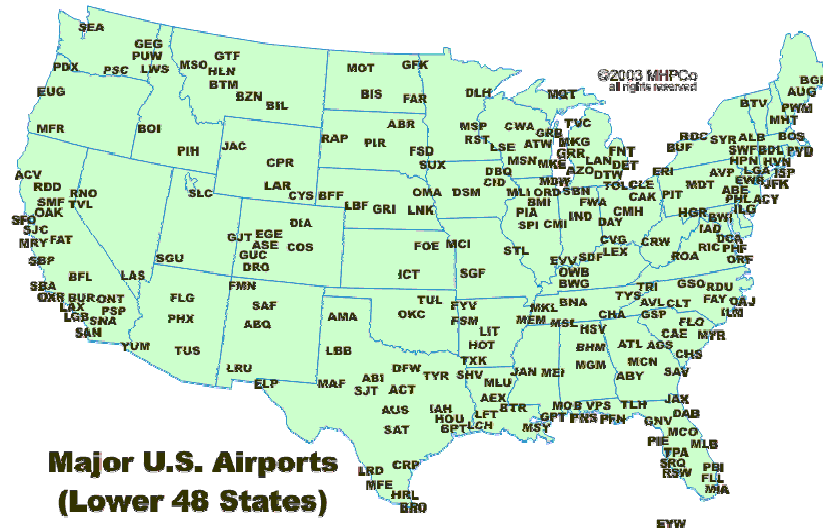 SEA
GEG
PUW
PDX
PSC
LWS
MSO
GTF
HLN
BTM
BZN
BIL
MOT
GFK
BIS
FAR
DLH
MQT
©2003 MHPCo
all rights reserved
EUG
MFR
BOI
PIH
JAC
CPR
LAR
CYS
BFF
RAP
ABR
PIR
FSD
SUX
MSP
RST
LSE
CWA
ATW
GRB
TVC
MKG
GRR
LAN
FNT
DET
DTW
AZO
MSN
MKE
DBQ
CID
MDW
MLI
ORD
SBN
TOL
CLE
BTV
AUG
PWM
MHT
ROC
SYR
ALB
BOS
BUF
SWF
BDL
PVD
HPN
HVN
ERI
AVP
LGA
ISP
EWR
JFK
MDT
ABE
PHL
ACY
ILG
PIT
CAK
ACV
RDD
RNO
SMF
TVL
OAK
SFO
SJC
MRY
FAT
SBP
BFL
SBA
OXR
BUR
ONT
LAX
PSP
LGB
SNA
SAN
YUM
LAS
SLC
SGU
GJT
EGE
ASE
GUC
DRO
DIA
COS
FMN
FLG
PHX
TUS
SAF
ABQ
LRU
ELP
LBF
GRI
LNK
OMA
DSM
FOE
MCI
ICT
SGF
STL
TUL
OKC
AMA
LBB
MAF
ABI
SJT
DFW
ACT
TYR
AUS
SAT
IAH
HOU
BPT
LCH
LRD
CRP
MFE
HRL
BRO
FYV
FSM
LIT
HOT
TXK
SHV
MLU
AEX
LFT
BTR
MSY
BMI
PIA
SPI
CMI
IND
FWA
DAY
CMH
CVG
LEX
SDF
EVV
OWB
BWG
BNA
MKL
MEM
MSL
HSV
CHA
TYS
TRI
AVL
CLT
GSP
GSO
RDU
FAY
OAJ
ILM
CRW
ROA
HGR
BWI
IAD
DCA
RIC
PHF
ORF
FLO
CAE
MYR
CHS
SAV
ATL
AGS
MCN
ABY
BHM
MGM
JAN
MEI
MOB
VPS
TLH
GPT
PNS
PFN
JAX
GNV
DAB
MCO
PIE
MLB
TPA
SRQ
RSW
PBI
FLL
MIA
EYW
Major U.S. Airports
(Lower 48 States)